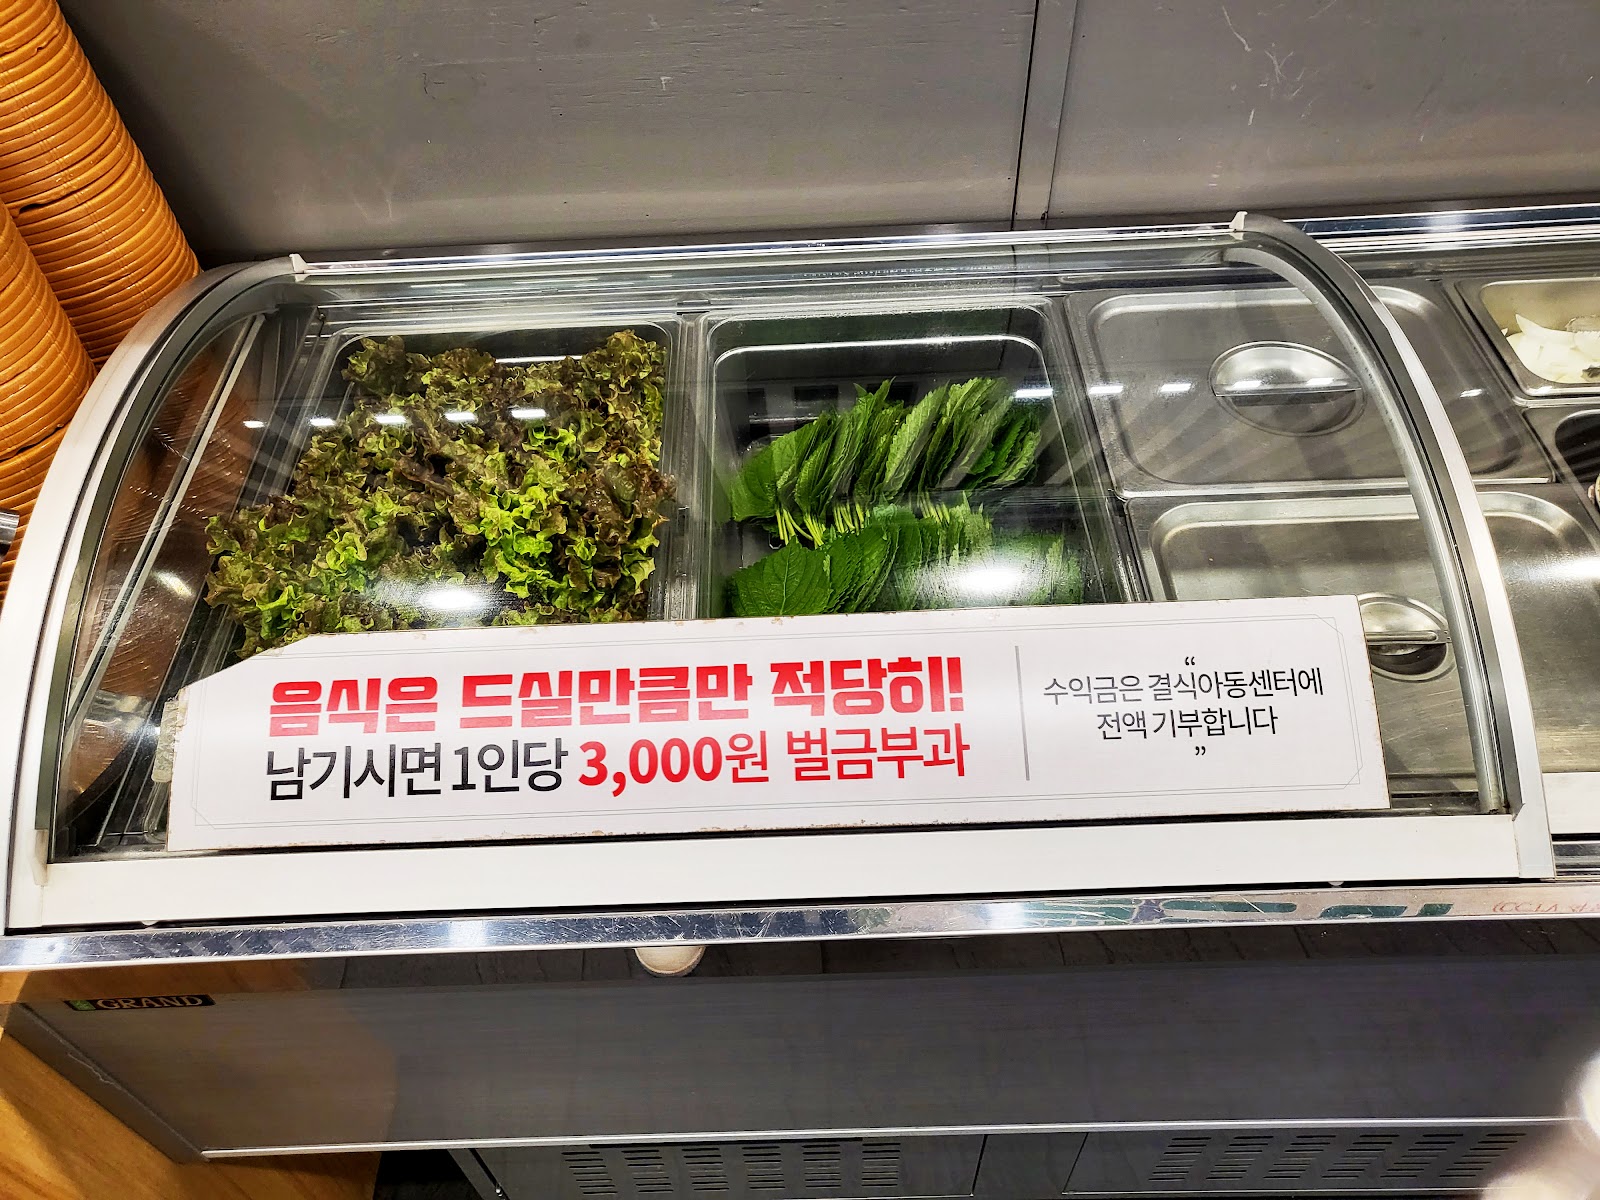 음식은 드실만큼만 적당히!
남기시면 1인당 3,000원 벌금부과
“
수익금은 결식아동센터에
전액 기부합니다
”
GRAND